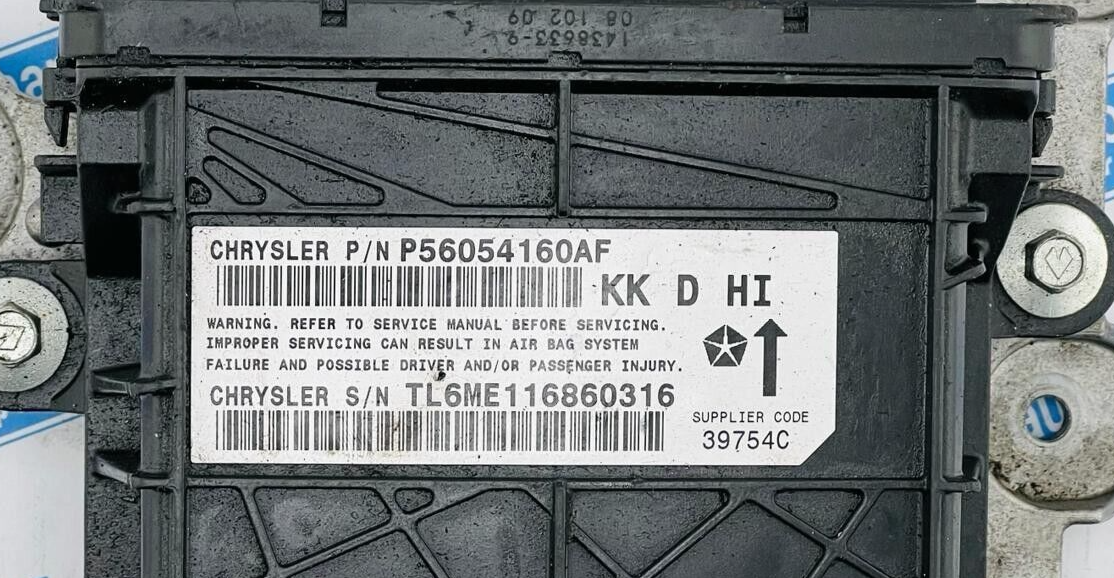 1438633-2
08 102 09
CHRYSLER P/N P56054160AF
KK D HI
WARNING. REFER TO SERVICE MANUAL BEFORE SERVICING.
IMPROPER SERVICING CAN RESULT IN AIR BAG SYSTEM
FAILURE AND POSSIBLE DRIVER AND/OR PASSENGER INJURY.
CHRYSLER S/N TL6ME116860316
SUPPLIER CODE
39754C